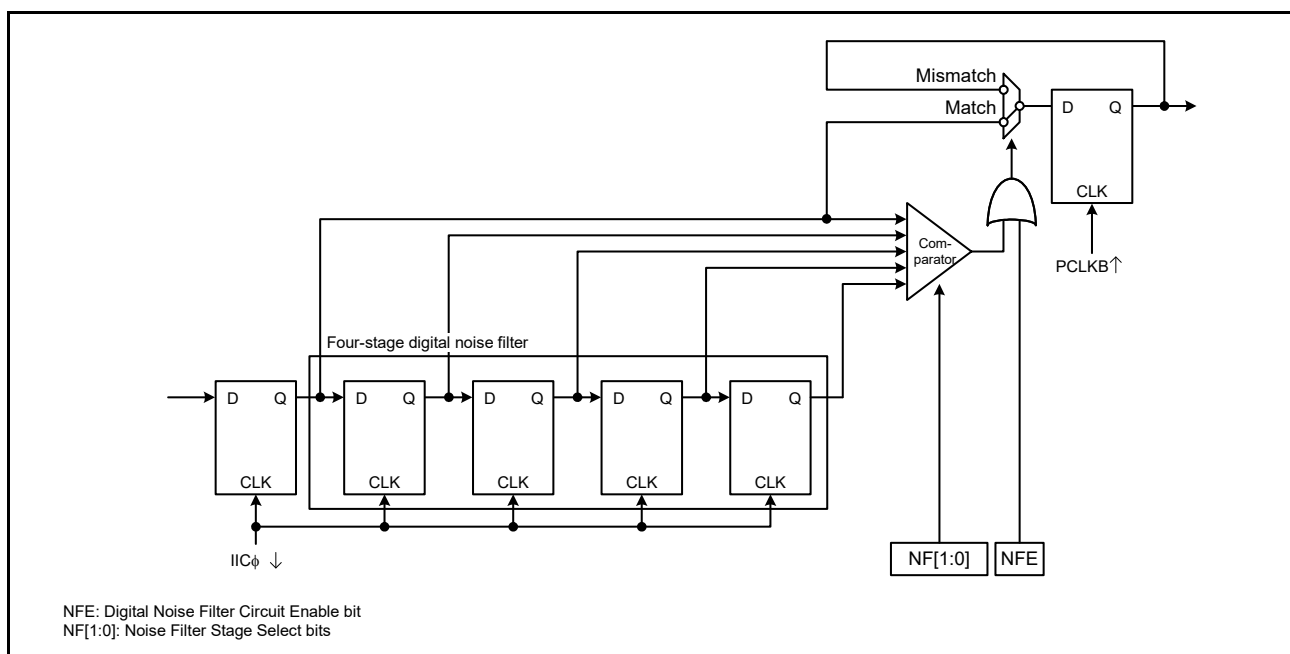 Mismatch
Match
D Q
CLK
PCLKB↑
Com-
parator
Four-stage digital noise filter
D Q D Q D Q D Q D Q
CLK CLK CLK CLK CLK
IICϕ ↓
NF[1:0] NFE
NFE: Digital Noise Filter Circuit Enable bit
NF[1:0]: Noise Filter Stage Select bits